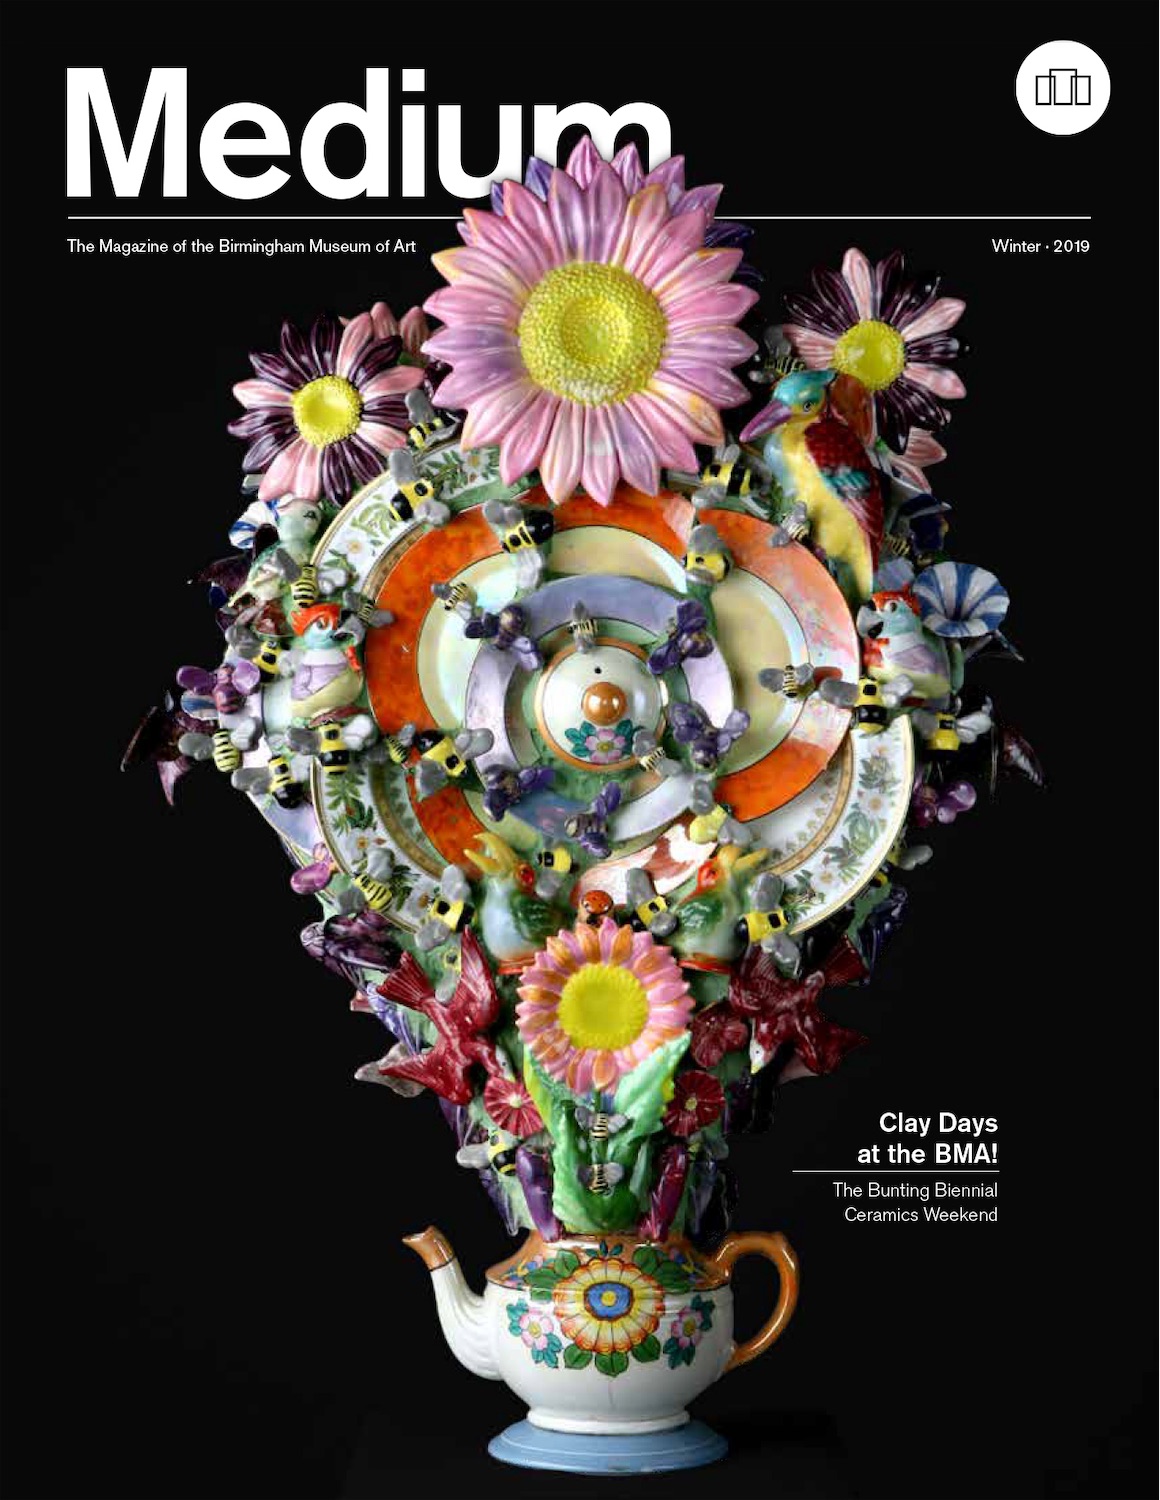 Medium
The Magazine of the Birmingham Museum of Art
Winter · 2019
Clay Days
at the BMA!
The Bunting Biennial
Ceramics Weekend